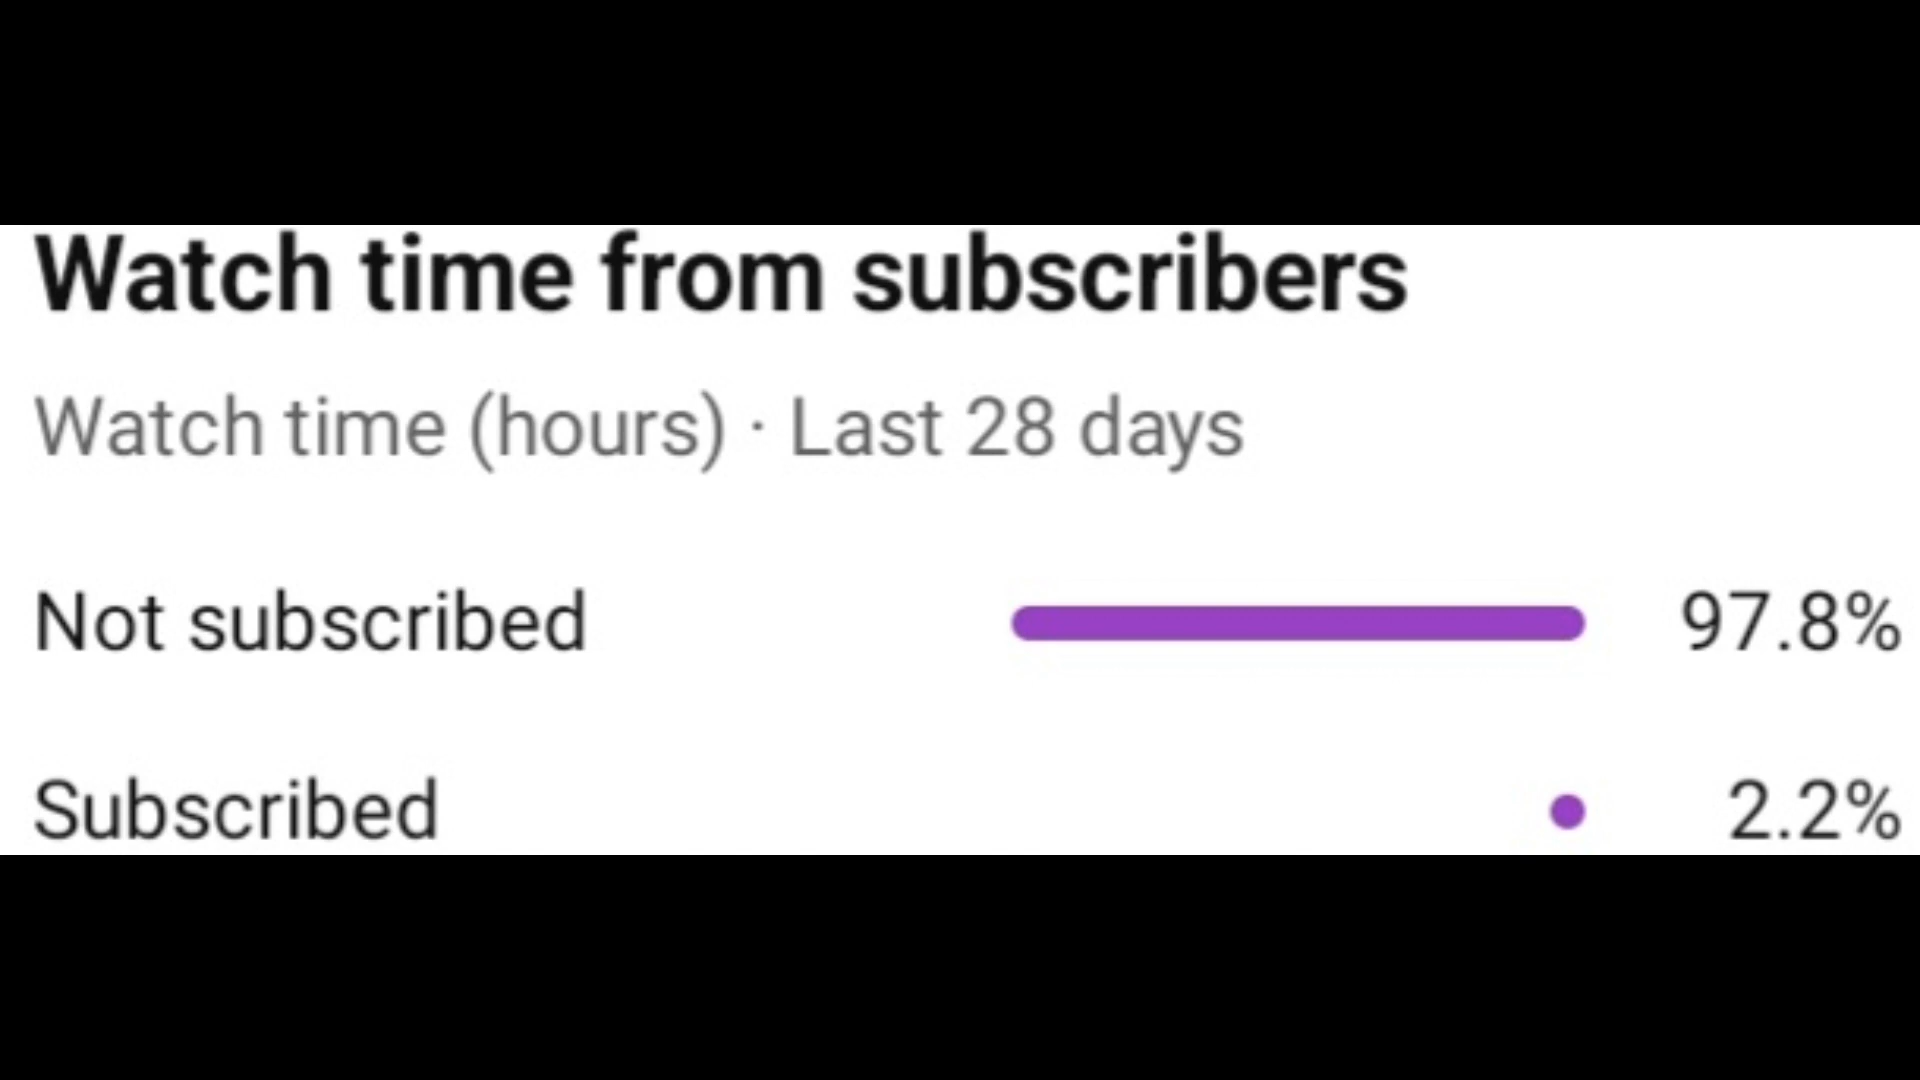 Watch time from subscribers
Watch time (hours) · Last 28 days
Not subscribed 97.8%
Subscribed 2.2%